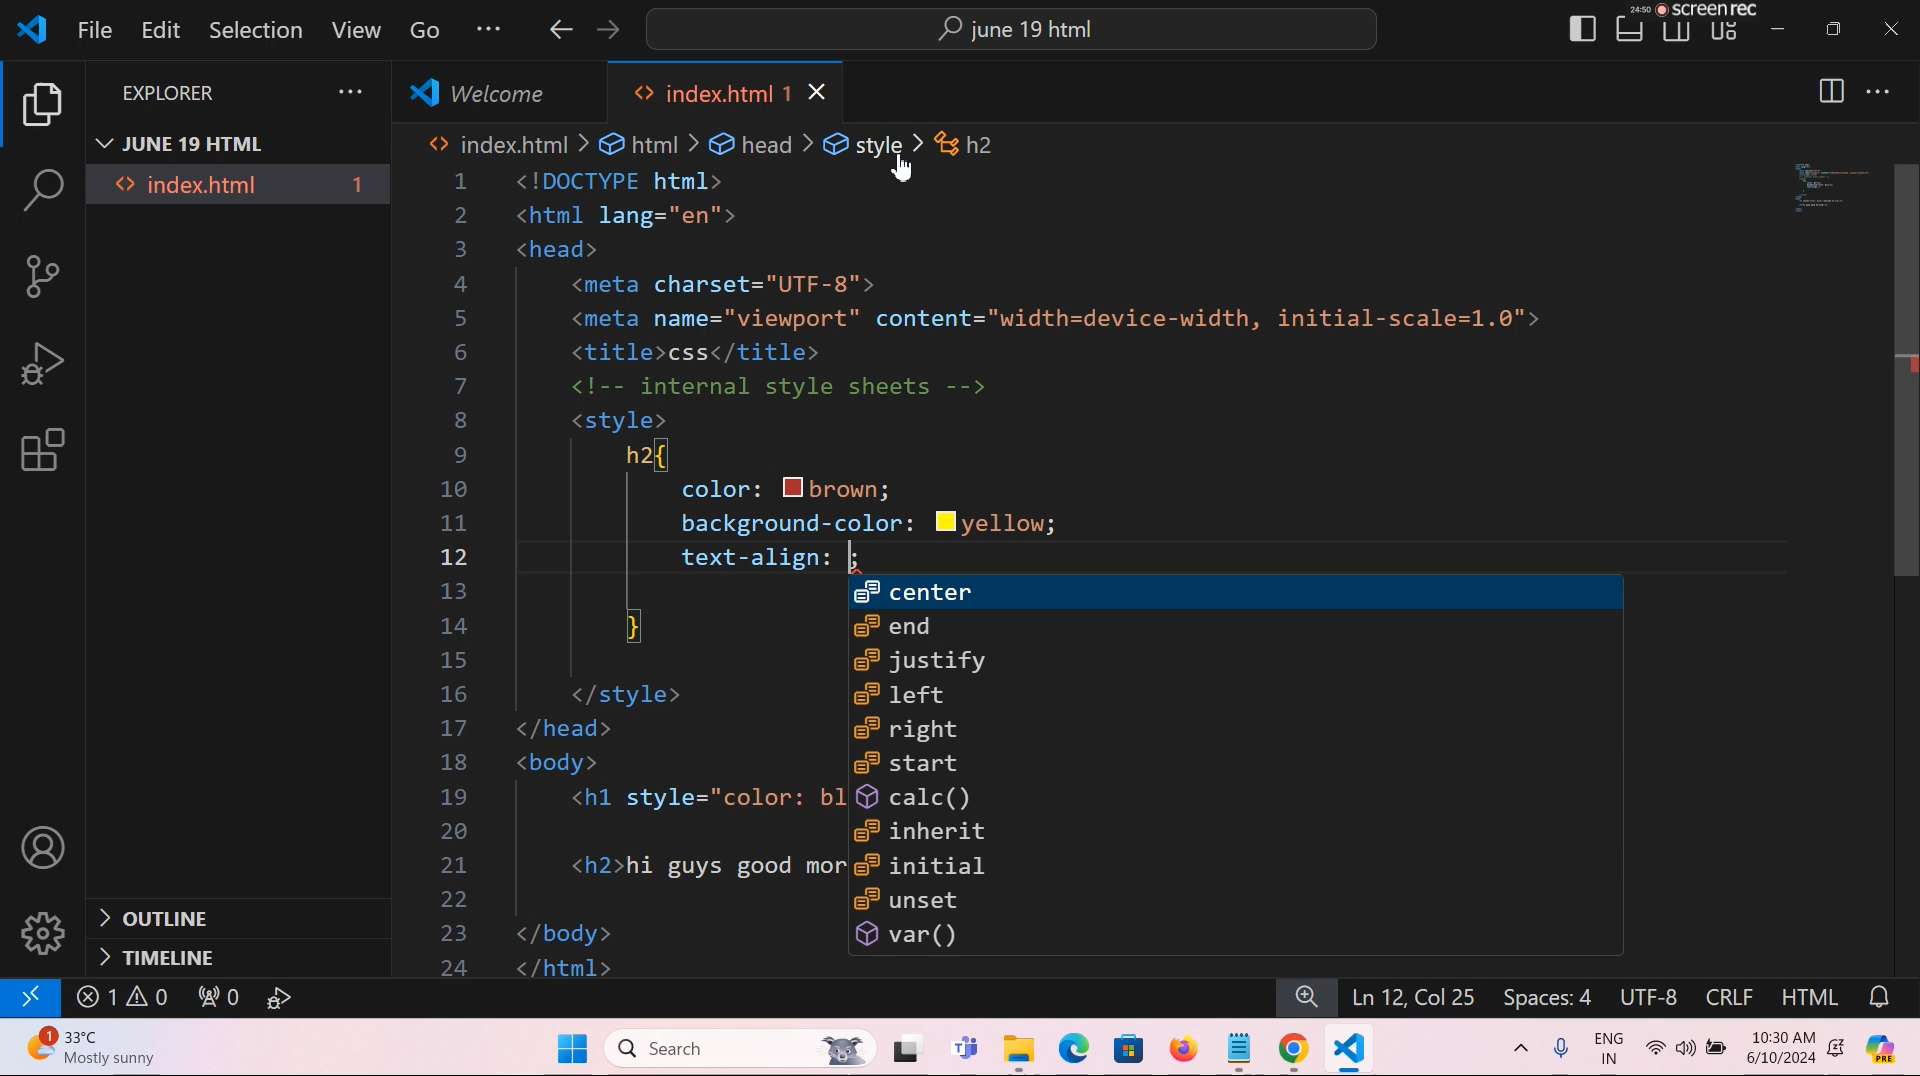 24:50 screen rec
File Edit Selection View Go ··· june 19 html
EXPLORER ··· Welcome index.html 1
JUNE 19 HTML index.html > html > head > style > h2
index.html 1
1 <!DOCTYPE html>
2 <html lang="en">
3 <head>
4 <meta charset="UTF-8">
5 <meta name="viewport" content="width=device-width, initial-scale=1.0">
6 <title>css</title>
7 <!-- internal style sheets -->
8 <style>
9 h2{
10 color: brown;
11 background-color: yellow;
12 text-align: ;
13 center
14 } end
15 justify
16 </style> left
17 </head> right
18 <body> start
19 <h1 style="color: bl calc()
20 inherit
21 <h2>hi guys good mor initial
22 unset
23 </body> var()
24 </html>
OUTLINE
TIMELINE
1 0 0 Ln 12, Col 25 Spaces: 4 UTF-8 CRLF HTML
1 33°C Mostly sunny Search ENG IN 10:30 AM 6/10/2024 PRE